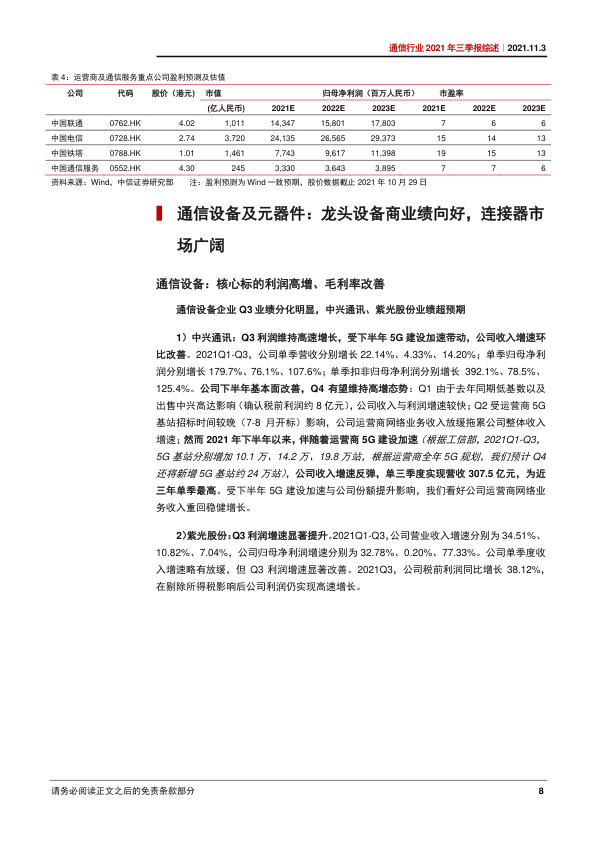 通信行业 2021 年三季报综述｜2021.11.3
表 4：运营商及通信服务重点公司盈利预测及估值
公司 代码 股价（港元) 市值 归母净利润（百万人民币） 市盈率
(亿人民币) 2021E 2022E 2023E 2021E 2022E 2023E
中国联通 0762.HK 4.02 1,011 14,347 15,801 17,803 7 6 6
中国电信 0728.HK 2.74 3,720 24,135 26,565 29,373 15 14 13
中国铁塔 0788.HK 1.01 1,461 7,743 9,617 11,398 19 15 13
中国通信服务 0552.HK 4.30 245 3,330 3,643 3,895 7 7 6
资料来源：Wind，中信证券研究部 注：盈利预测为 Wind 一致预期，股价数据截止 2021 年 10 月 29 日
通信设备及元器件：龙头设备商业绩向好，连接器市
场广阔
通信设备：核心标的利润高增、毛利率改善
通信设备企业 Q3 业绩分化明显，中兴通讯、紫光股份业绩超预期
1）中兴通讯：Q3 利润维持高速增长，受下半年 5G 建设加速带动，公司收入增速环
比改善。2021Q1-Q3，公司单季营收分别增长 22.14%、4.33%、14.20%；单季归母净利
润分别增长 179.7%、76.1%、107.6%；单季扣非归母净利润分别增长 392.1%、78.5%、
125.4%。公司下半年基本面改善，Q4 有望维持高增态势：Q1 由于去年同期低基数以及
出售中兴高达影响（确认税前利润约 8 亿元），公司收入与利润增速较快；Q2 受运营商 5G
基站招标时间较晚（7-8 月开标）影响，公司运营商网络业务收入放缓拖累公司整体收入
增速；然而 2021 年下半年以来，伴随着运营商 5G 建设加速（根据工信部，2021Q1-Q3，
5G 基站分别增加 10.1 万、14.2 万、19.8 万站，根据运营商全年 5G 规划，我们预计 Q4
还将新增 5G 基站约 24 万站），公司收入增速反弹，单三季度实现营收 307.5 亿元，为近
三年单季最高。受下半年 5G 建设加速与公司份额提升影响，我们看好公司运营商网络业
务收入重回稳健增长。
2）紫光股份：Q3 利润增速显著提升。2021Q1-Q3，公司营业收入增速分别为 34.51%、
10.82%、7.04%，公司归母净利润增速分别为 32.78%、0.20%、77.33%。公司单季度收
入增速略有放缓，但 Q3 利润增速显著改善。2021Q3，公司税前利润同比增长 38.12%，
在剔除所得税影响后公司利润仍实现高速增长。
请务必阅读正文之后的免责条款部分 8